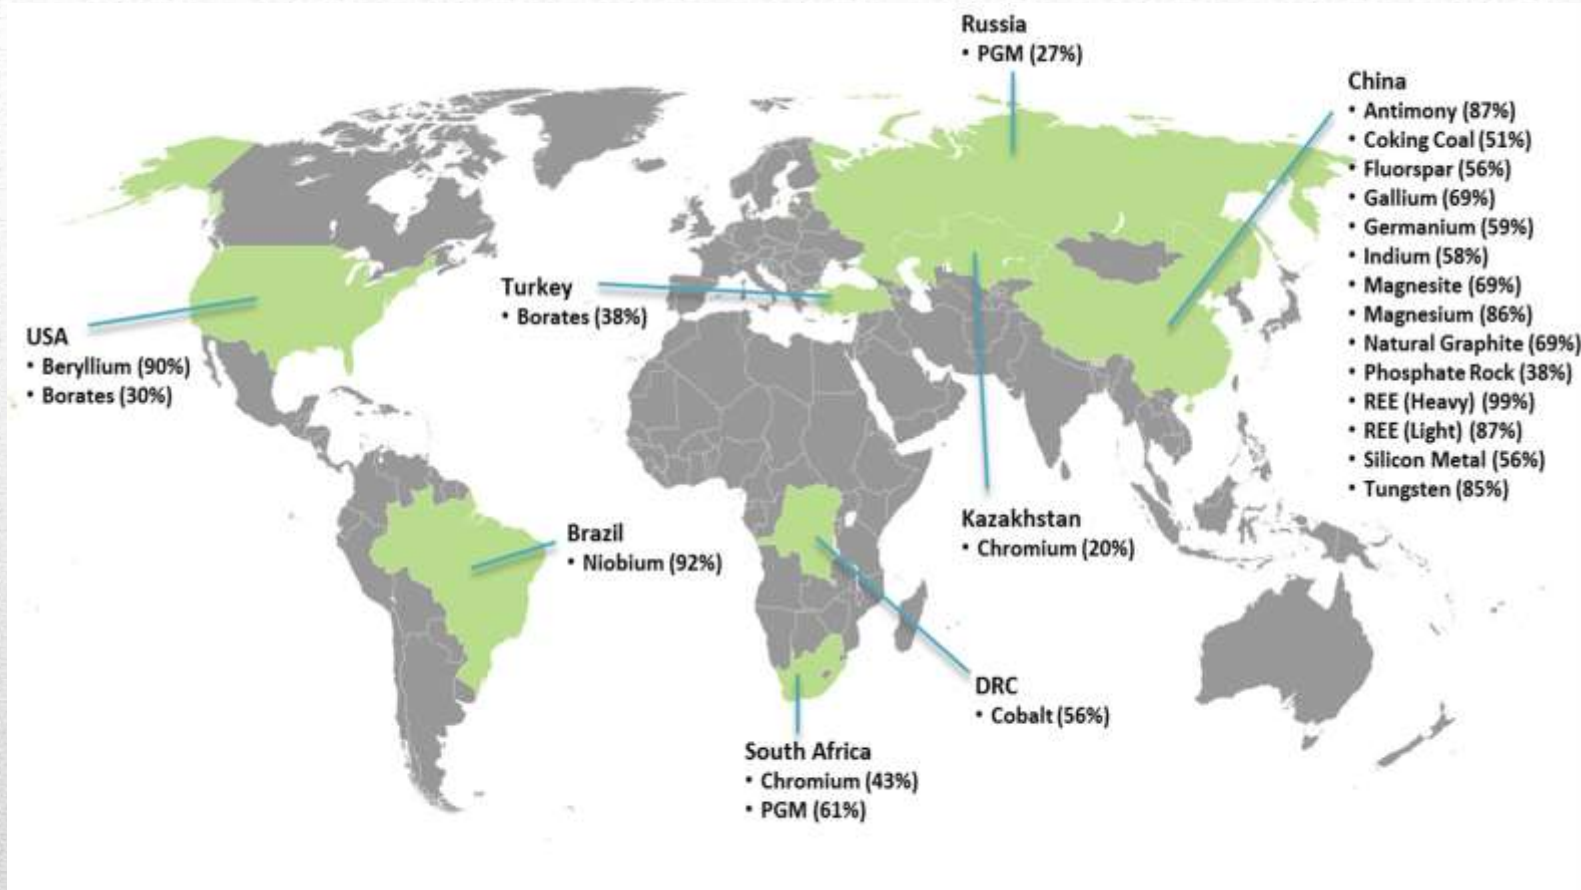 Russia
• PGM (27%)
China
• Antimony (87%)
• Coking Coal (51%)
• Fluorspar (56%)
• Gallium (69%)
• Germanium (59%)
• Indium (58%)
• Magnesite (69%)
• Magnesium (86%)
• Natural Graphite (69%)
• Phosphate Rock (38%)
• REE (Heavy) (99%)
• REE (Light) (87%)
• Silicon Metal (56%)
• Tungsten (85%)
Turkey
• Borates (38%)
USA
• Beryllium (90%)
• Borates (30%)
Brazil
• Niobium (92%)
Kazakhstan
• Chromium (20%)
DRC
• Cobalt (56%)
South Africa
• Chromium (43%)
• PGM (61%)